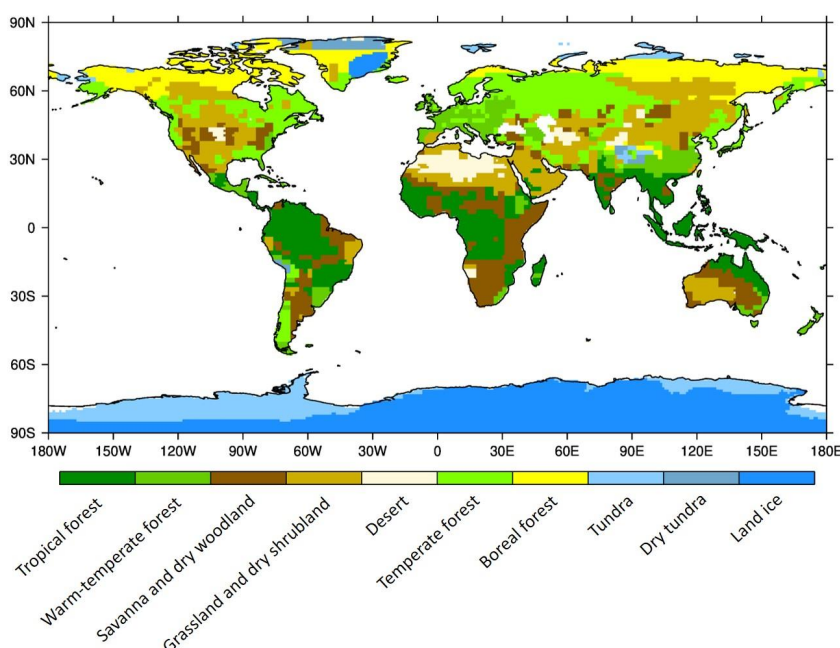 90N
60N
30N
0
30S
60S
90S
180W 150W 120W 90W 60W 30W 0 30E 60E 90E 120E 150E 180E
Tropical forest
Warm-temperate forest
Savanna and dry woodland
Grassland and dry shrubland
Desert
Temperate forest
Boreal forest
Tundra
Dry tundra
Land ice